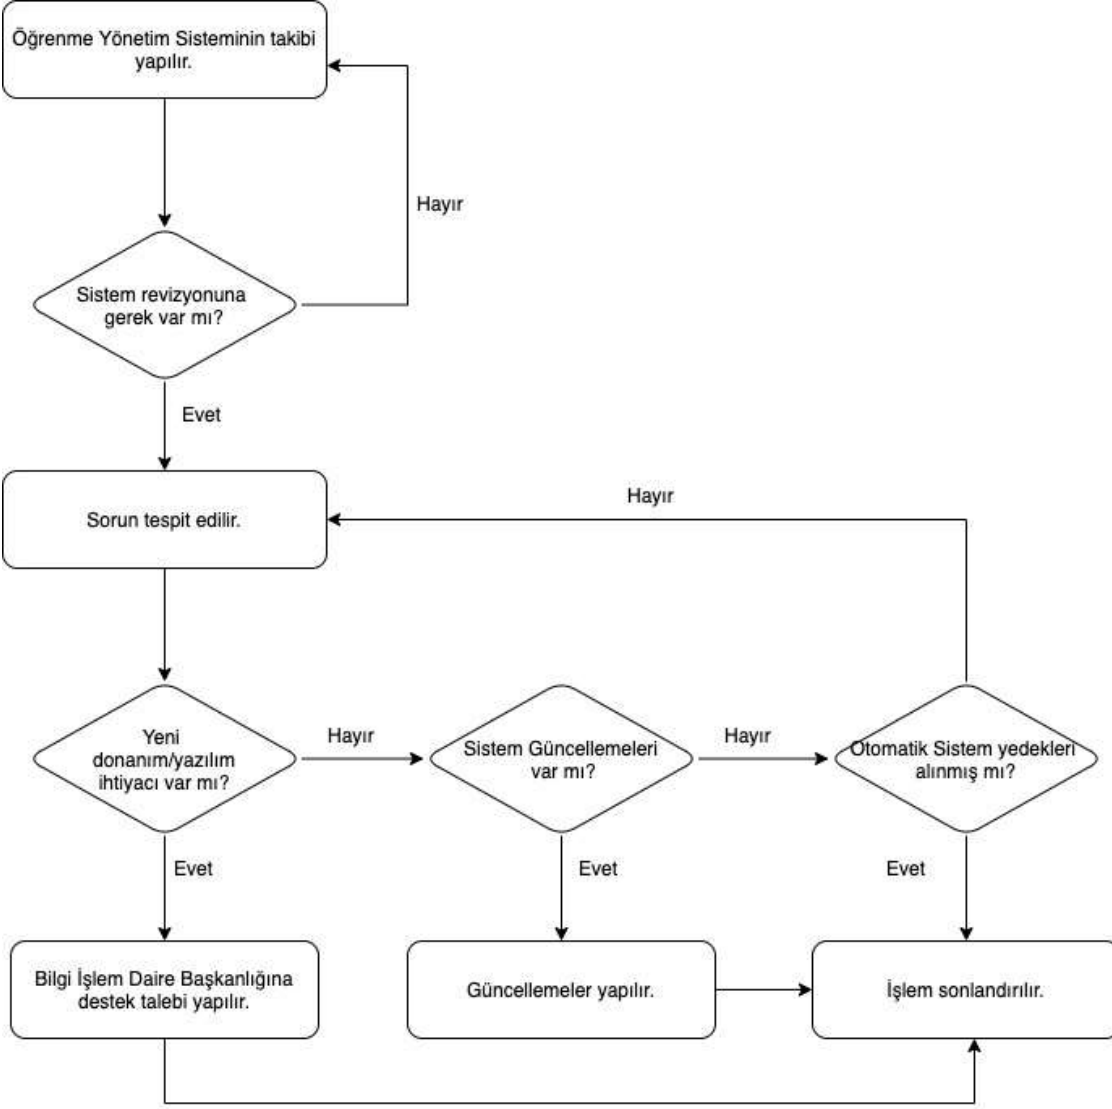 Öğrenme Yönetim Sisteminin takibi
yapılır.
Hayır
Sistem revizyonuna
gerek var mı?
Evet
Hayır
Sorun tespit edilir.
Yeni
donanım/yazılım
ihtiyacı var mı?
Hayır
Sistem Güncellemeleri
var mı?
Hayır
Otomatik Sistem yedekleri
alınmış mı?
Evet
Evet
Evet
Bilgi İşlem Daire Başkanlığına
destek talebi yapılır.
Güncellemeler yapılır.
İşlem sonlandırılır.